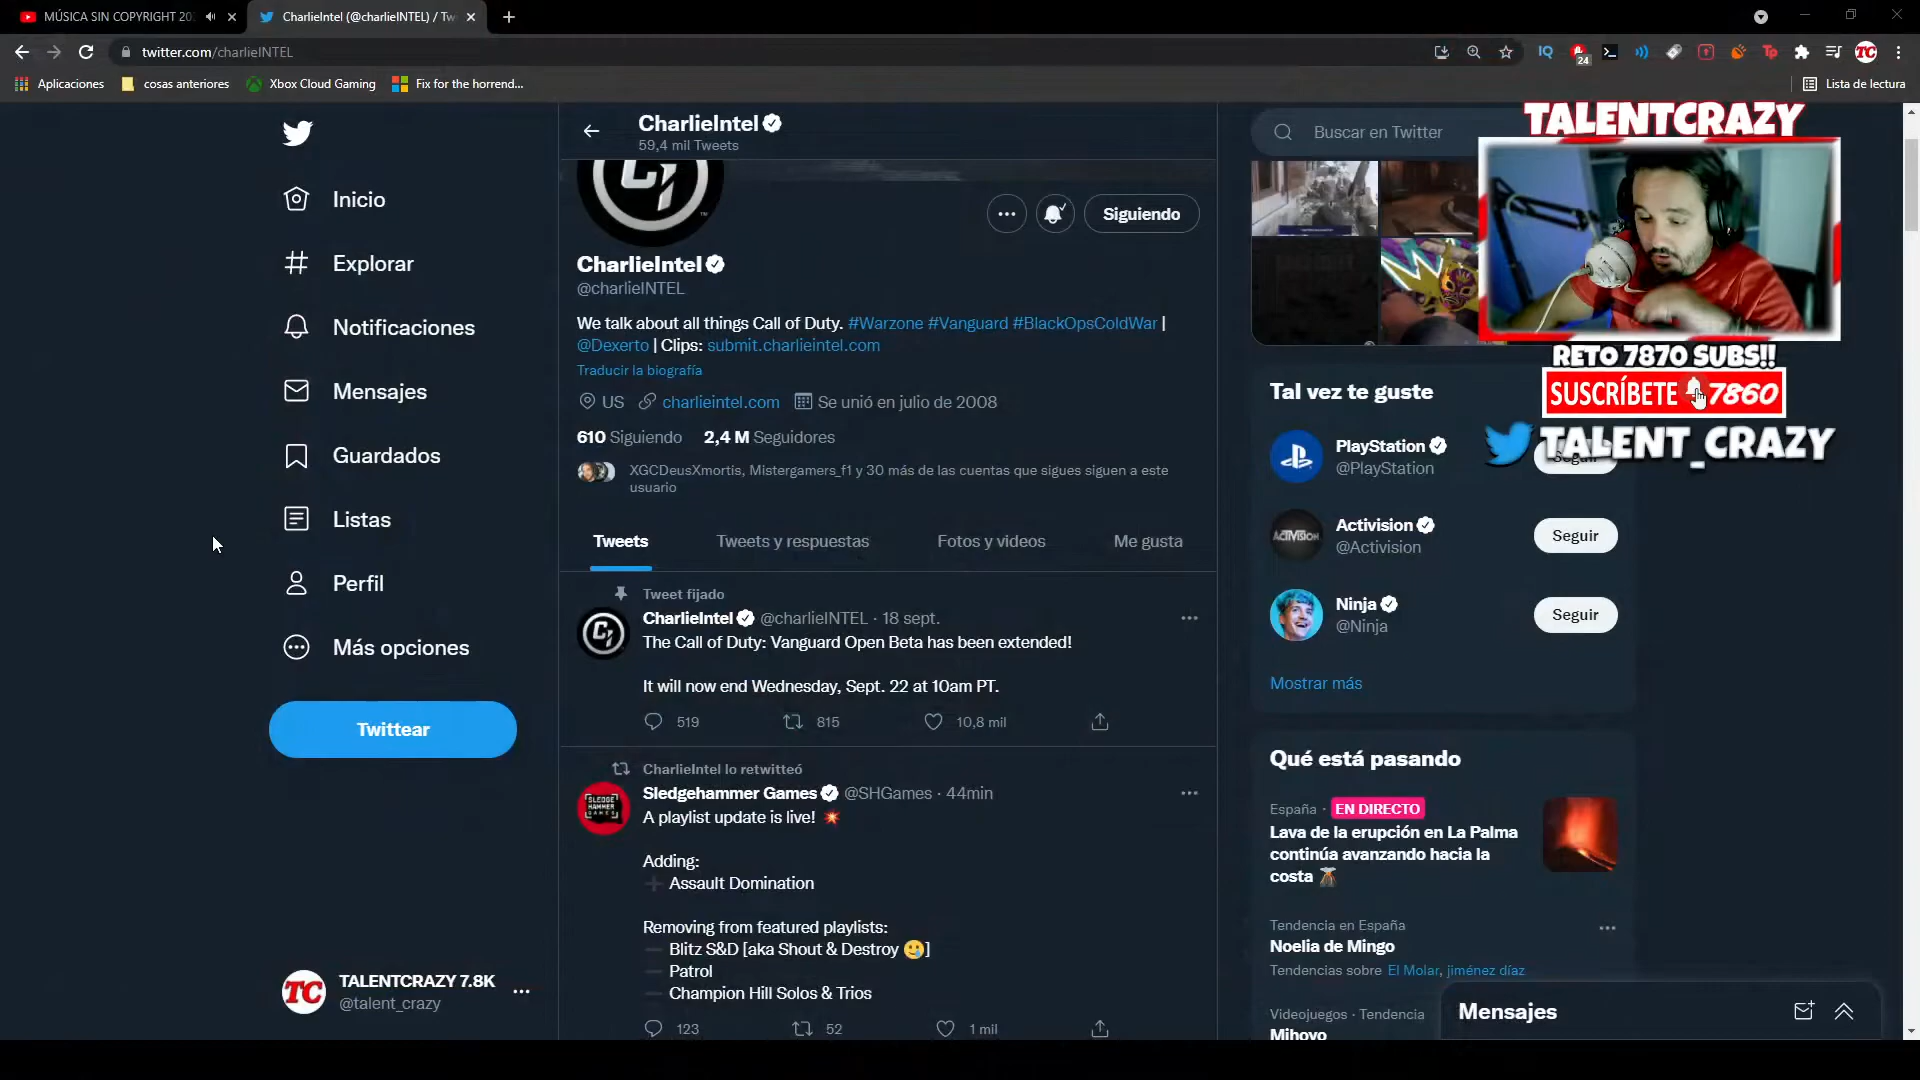 MÚSICA SIN COPYRIGHT 20
CharlieIntel (@charlieINTEL) / Tw
twitter.com/charlieINTEL
24
Aplicaciones
cosas anteriores
Xbox Cloud Gaming
Fix for the horrend...
Lista de lectura
CharlieIntel
59,4 mil Tweets
Inicio
Explorar
Notificaciones
Mensajes
Guardados
Listas
Perfil
Más opciones
Twittear
TALENTCRAZY 7.8K
@talent_crazy
Siguiendo
CharlieIntel
@charlieINTEL
We talk about all things Call of Duty. #Warzone #Vanguard #BlackOpsColdWar |
@Dexerto | Clips: submit.charlieintel.com
Traducir la biografía
US charlieintel.com Se unió en julio de 2008
610 Siguiendo 2,4 M Seguidores
XGCDeusXmortis, Mistergamers_f1 y 30 más de las cuentas que sigues siguen a este
usuario
Tweets Tweets y respuestas Fotos y videos Me gusta
Tweet fijado
CharlieIntel @charlieINTEL · 18 sept.
The Call of Duty: Vanguard Open Beta has been extended!
It will now end Wednesday, Sept. 22 at 10am PT.
519 815 10,8 mil
CharlieIntel lo retwitteó
Sledgehammer Games @SHGames · 44min
A playlist update is live! 💥
Adding:
➕ Assault Domination
Removing from featured playlists:
➖ Blitz S&D [aka Shout & Destroy 🥲]
➖ Patrol
➖ Champion Hill Solos & Trios
123 52 1 mil
Buscar en Twitter
TALENTCRAZY
RETO 7870 SUBS!!
SUSCRÍBETE 7860
TALENT_CRAZY
Tal vez te guste
PlayStation
@PlayStation
Seguir
Activision
@Activision
Seguir
Ninja
@Ninja
Seguir
Mostrar más
Qué está pasando
España · EN DIRECTO
Lava de la erupción en La Palma
continúa avanzando hacia la
costa 🌋
Tendencia en España
Noelia de Mingo
Tendencias sobre El Molar, jiménez díaz
Videojuegos · Tendencia
Mihoyo
Mensajes